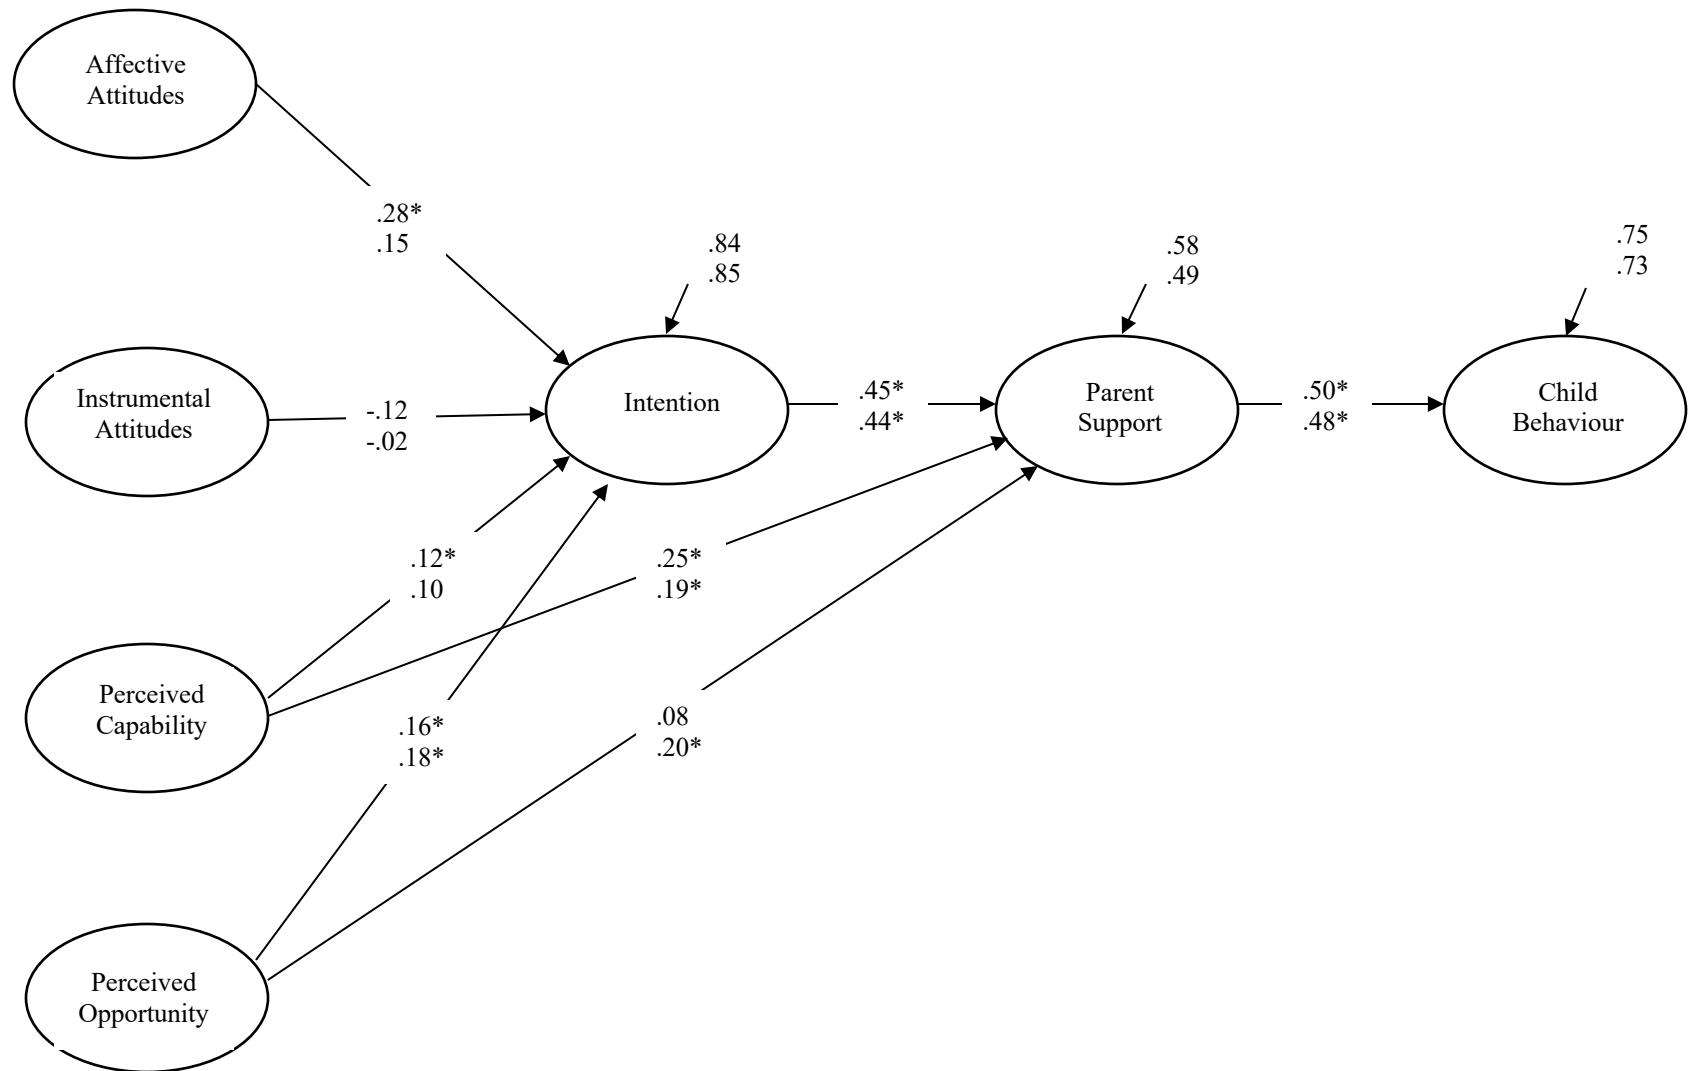 Affective
Attitudes
.28*
.15
.84
.85
.58
.49
.75
.73
Instrumental
Attitudes
-.12
-.02
Intention
.45*
.44*
Parent
Support
.50*
.48*
Child
Behaviour
.12*
.10
.25*
.19*
Perceived
Capability
.16*
.18*
.08
.20*
Perceived
Opportunity